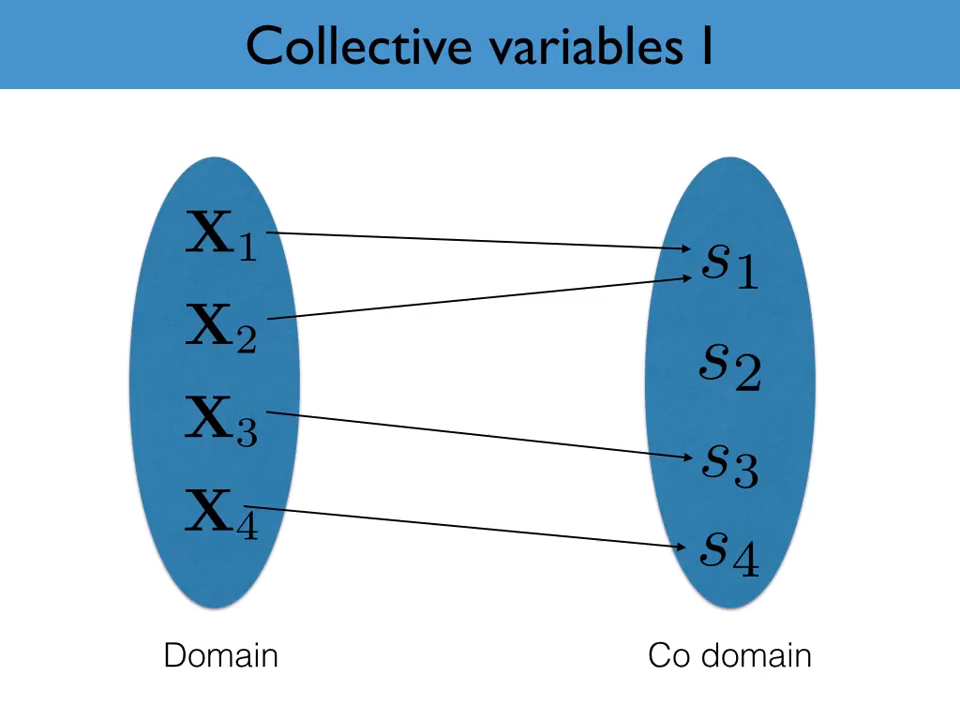 Collective variables I
X₁
s₁
X₂
s₂
X₃
s₃
X₄
s₄
Domain
Co domain